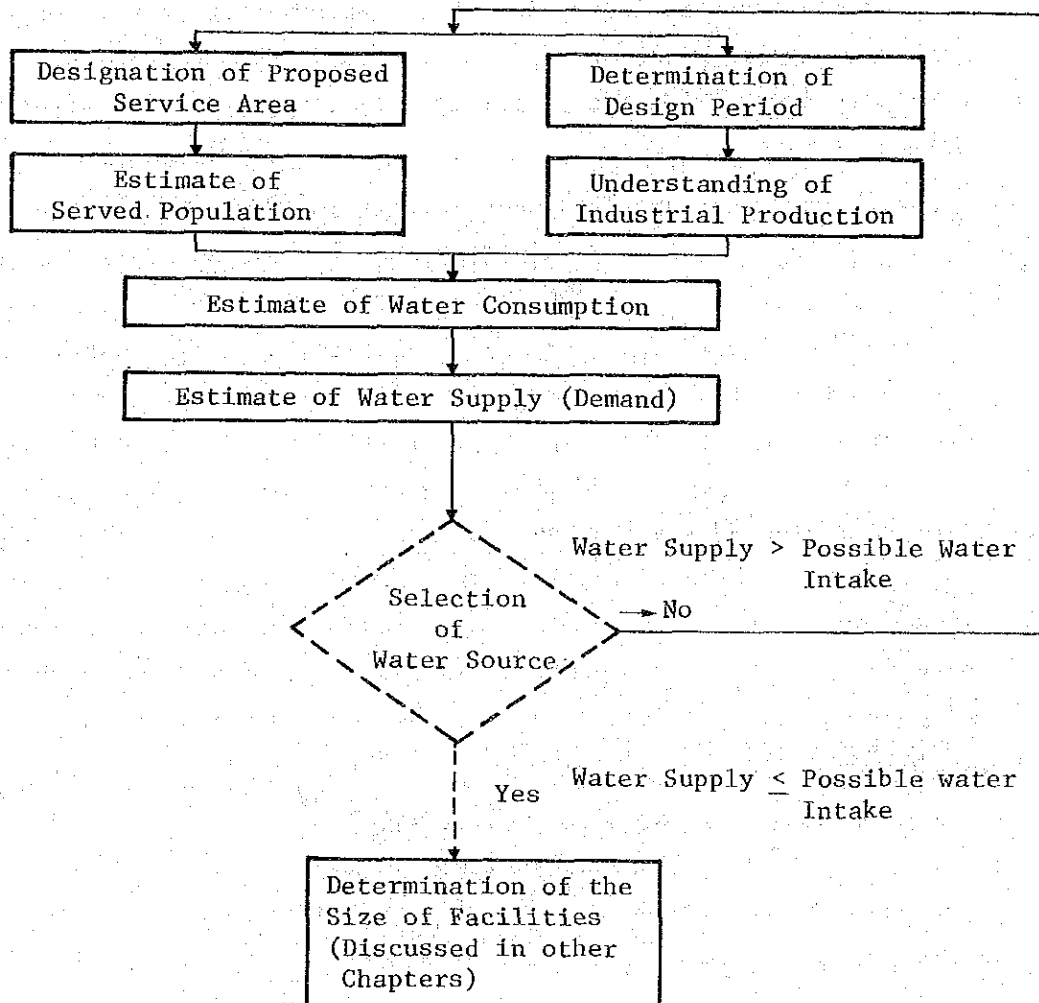 Designation of Proposed
Service Area
Determination of
Design Period
Estimate of
Served Population
Understanding of
Industrial Production
Estimate of Water Consumption
Estimate of Water Supply (Demand)
Water Supply > Possible Water
Intake
Selection
of
Water Source
No
Water Supply ≤ Possible water
Intake
Yes
Determination of the
Size of Facilities
(Discussed in other
Chapters)